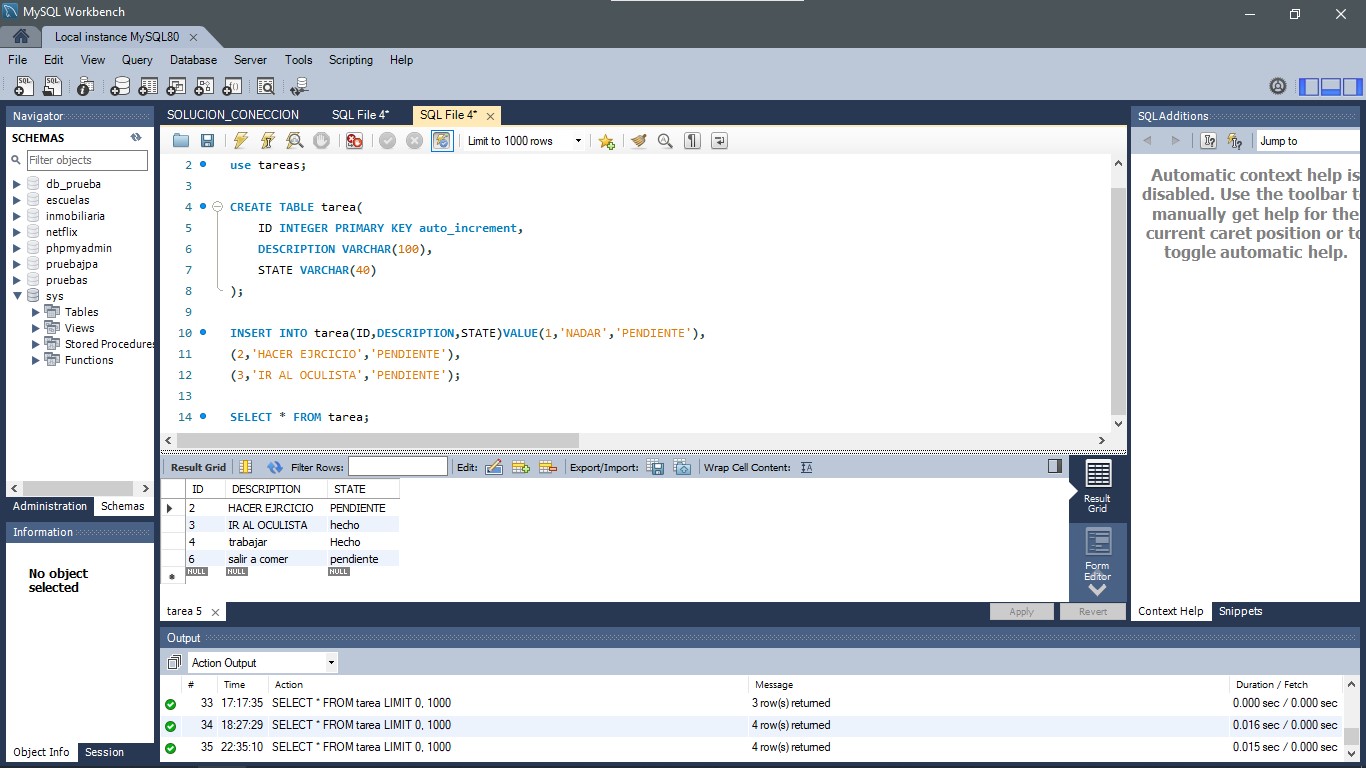 MySQL Workbench
Local instance MySQL80
File Edit View Query Database Server Tools Scripting Help
Navigator
SCHEMAS
Filter objects
db_prueba
escuelas
inmobiliaria
netflix
phpmyadmin
pruebajpa
pruebas
sys
Tables
Views
Stored Procedures
Functions
Administration Schemas
Information
No object
selected
Object Info Session
SOLUCION_CONECCION SQL File 4* SQL File 4*
Limit to 1000 rows
2 use tareas;
3
4 CREATE TABLE tarea(
5 ID INTEGER PRIMARY KEY auto_increment,
6 DESCRIPTION VARCHAR(100),
7 STATE VARCHAR(40)
8 );
9
10 INSERT INTO tarea(ID,DESCRIPTION,STATE)VALUE(1,'NADAR','PENDIENTE'),
11 (2,'HACER EJRCICIO','PENDIENTE'),
12 (3,'IR AL OCULISTA','PENDIENTE');
13
14 SELECT * FROM tarea;
Result Grid Filter Rows: Edit: Export/Import: Wrap Cell Content:
ID DESCRIPTION STATE
2 HACER EJRCICIO PENDIENTE
3 IR AL OCULISTA hecho
4 trabajar Hecho
6 salir a comer pendiente
NULL NULL NULL
Result
Grid
Form
Editor
tarea 5
Apply Revert
SQLAdditions
Jump to
Automatic context help is
disabled. Use the toolbar t
manually get help for the
current caret position or to
toggle automatic help.
Context Help Snippets
Output
Action Output
# Time Action Message Duration / Fetch
33 17:17:35 SELECT * FROM tarea LIMIT 0, 1000 3 row(s) returned 0.000 sec / 0.000 sec
34 18:27:29 SELECT * FROM tarea LIMIT 0, 1000 4 row(s) returned 0.016 sec / 0.000 sec
35 22:35:10 SELECT * FROM tarea LIMIT 0, 1000 4 row(s) returned 0.015 sec / 0.000 sec